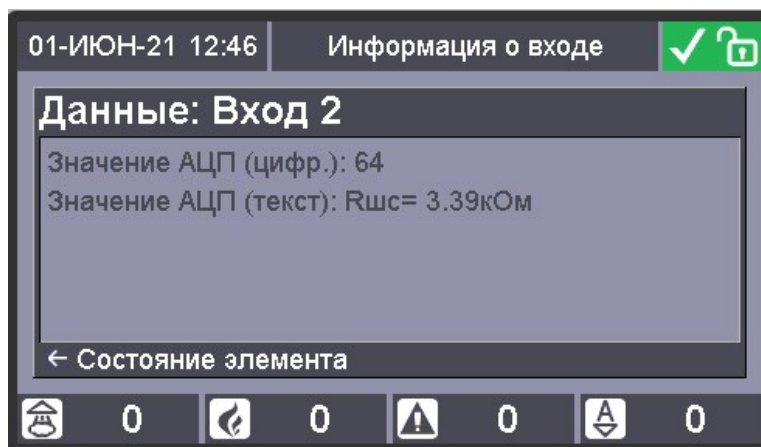 01-ИЮН-21 12:46 Информация о входе
Данные: Вход 2
Значение АЦП (цифр.): 64
Значение АЦП (текст): Rшс= 3.39кОм
← Состояние элемента
0 0 0 A 0